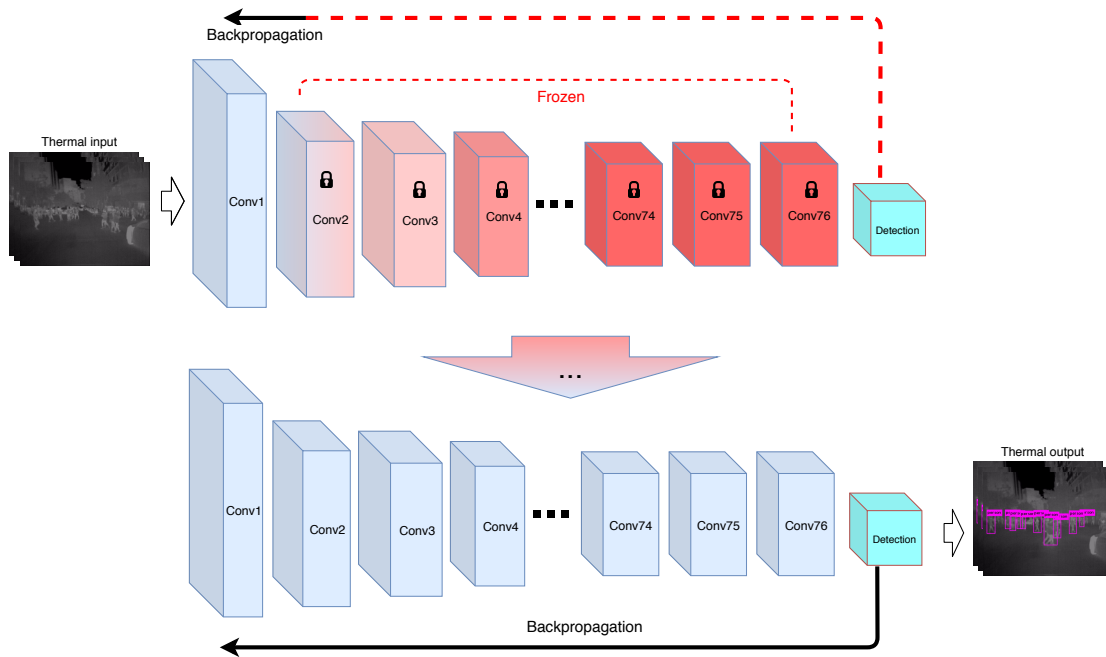 Backpropagation
Frozen
Thermal input
Conv1
Conv2
Conv3
Conv4
...
Conv74
Conv75
Conv76
Detection
...
Thermal output
Conv1
Conv2
Conv3
Conv4
...
Conv74
Conv75
Conv76
Detection
Backpropagation